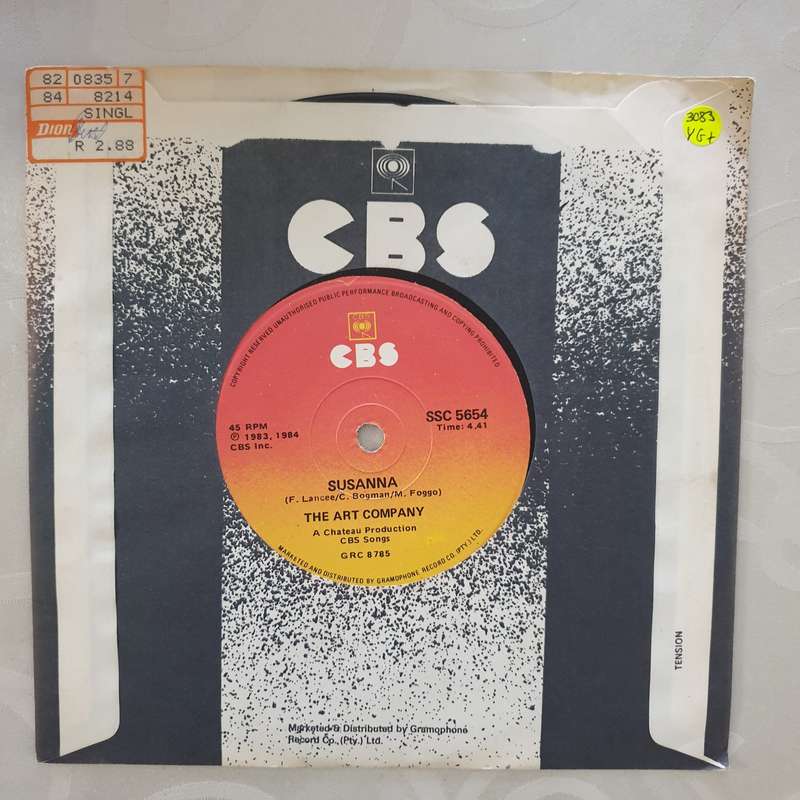 82 0835 7
84 8214
SINGL
DION
R 2.88
3083
VG+
CBS
COPYRIGHT RESERVED UNAUTHORISED PUBLIC PERFORMANCE BROADCASTING AND COPYING PROHIBITED
CBS
CBS
45 RPM
℗ 1983, 1984
CBS Inc.
SSC 5654
Time: 4.41
SUSANNA
(F. Lancee/C. Bogman/M. Foggo)
THE ART COMPANY
A Chateau Production
CBS Songs
GRC 8785
MARKETED AND DISTRIBUTED BY GRAMOPHONE RECORD CO. (PTY.) LTD.
TENSION
Marketed & Distributed by Gramophone
Record Co. (Pty.) Ltd.